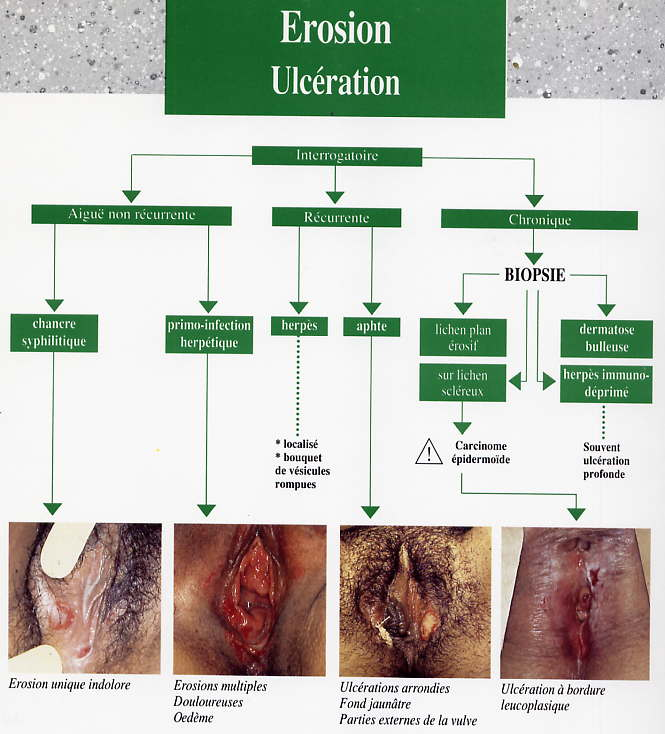 Erosion
Ulcération
Interrogatoire
Aiguë non récurrente
Récurrente
Chronique
BIOPSIE
chancre
syphilitique
primo-infection
herpétique
herpès
aphte
lichen plan
érosif
dermatose
bulleuse
sur lichen
scléreux
herpès immuno-
déprimé
* localisé
* bouquet
de vésicules
rompues
!
Carcinome
épidermoïde
Souvent
ulcération
profonde
Erosion unique indolore
Erosions multiples
Douloureuses
Oedème
Ulcérations arrondies
Fond jaunâtre
Parties externes de la vulve
Ulcération à bordure
leucoplasique